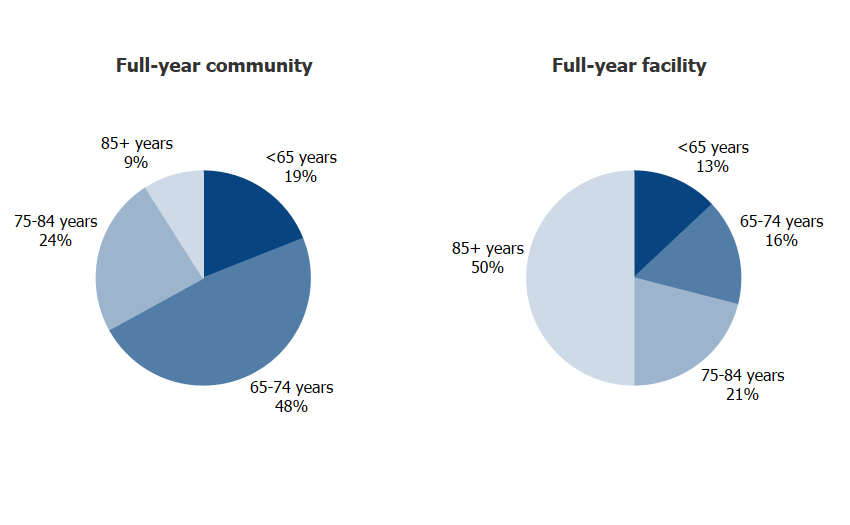 Full-year community
Full-year facility
85+ years
9%
<65 years
19%
75-84 years
24%
65-74 years
48%
<65 years
13%
65-74 years
16%
85+ years
50%
75-84 years
21%